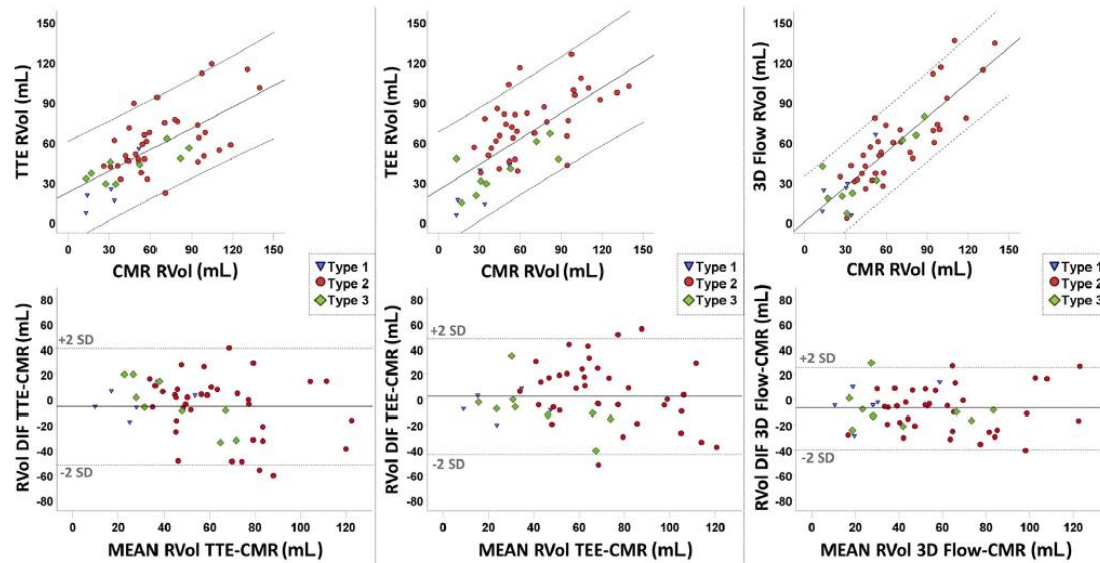 TTE RVol (mL)
150
120
90
60
30
0
0 30 60 90 120 150
CMR RVol (mL)
TEE RVol (mL)
150
120
90
60
30
0
0 30 60 90 120 150
CMR RVol (mL)
3D Flow RVol (mL)
150
120
90
60
30
0
0 30 60 90 120 150
CMR RVol (mL)
Type 1
Type 2
Type 3
Type 1
Type 2
Type 3
Type 1
Type 2
Type 3
RVol DIF TTE-CMR (mL)
80
60
40
20
0
-20
-40
-60
-80
+2 SD
-2 SD
0 20 40 60 80 100 120
MEAN RVol TTE-CMR (mL)
RVol DIF TEE-CMR (mL)
80
60
40
20
0
-20
-40
-60
-80
+2 SD
-2 SD
0 20 40 60 80 100 120
MEAN RVol TEE-CMR (mL)
RVol DIF 3D Flow-CMR (mL)
80
60
40
20
0
-20
-40
-60
-80
+2 SD
-2 SD
0 20 40 60 80 100 120
MEAN RVol 3D Flow-CMR (mL)